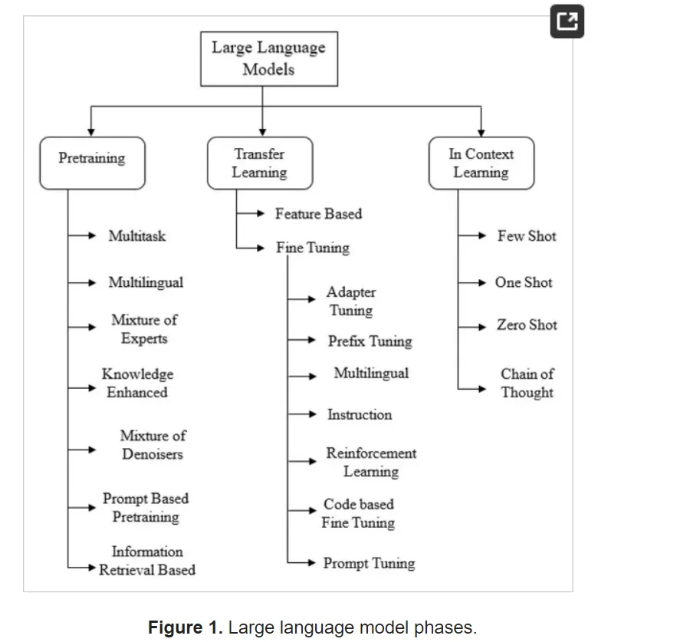 Large Language
Models
Pretraining
Multitask
Multilingual
Mixture of
Experts
Knowledge
Enhanced
Mixture of
Denoisers
Prompt Based
Pretraining
Information
Retrieval Based
Transfer
Learning
Feature Based
Fine Tuning
Adapter
Tuning
Prefix Tuning
Multilingual
Instruction
Reinforcement
Learning
Code based
Fine Tuning
Prompt Tuning
In Context
Learning
Few Shot
One Shot
Zero Shot
Chain of
Thought
Figure 1. Large language model phases.